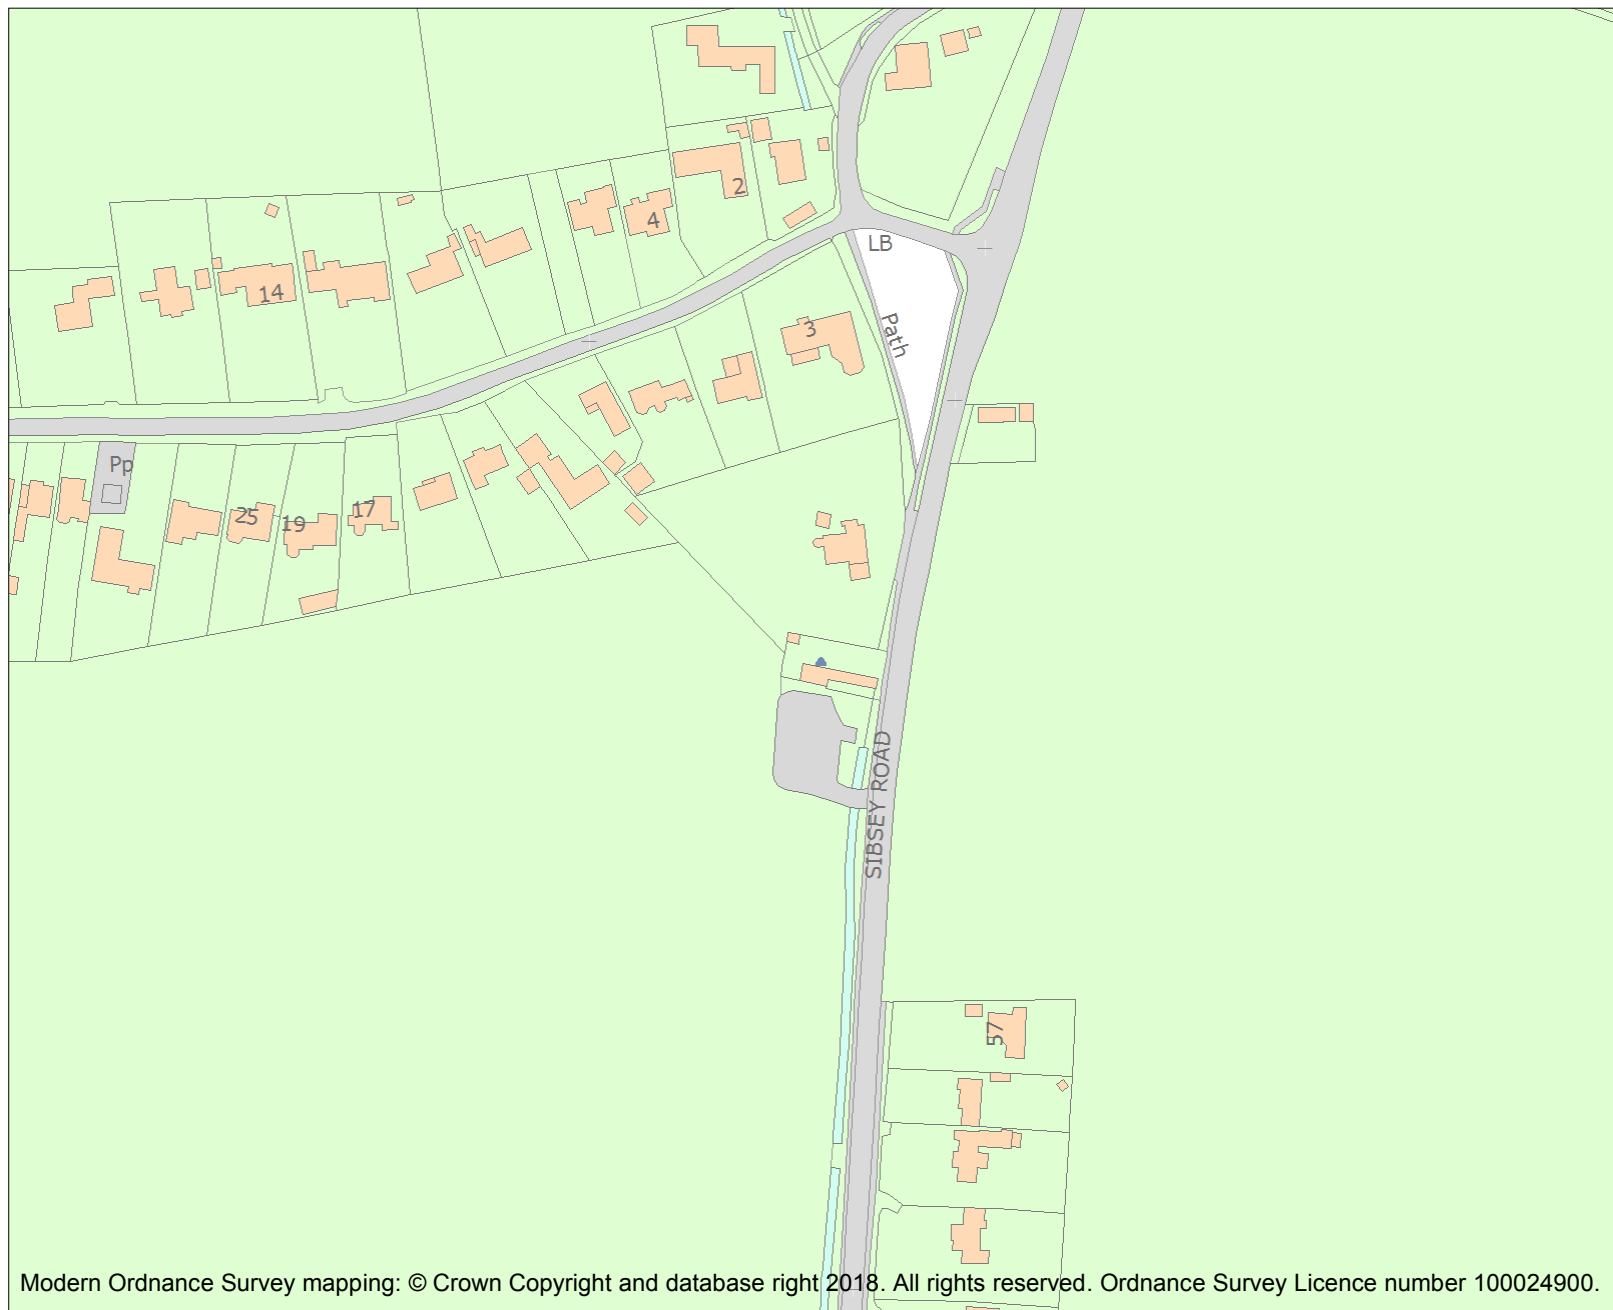 2
4
LB
14
3
Path
Pp
25
19
17
SIBSEY ROAD
57
Modern Ordnance Survey mapping: © Crown Copyright and database right 2018. All rights reserved. Ordnance Survey Licence number 100024900.